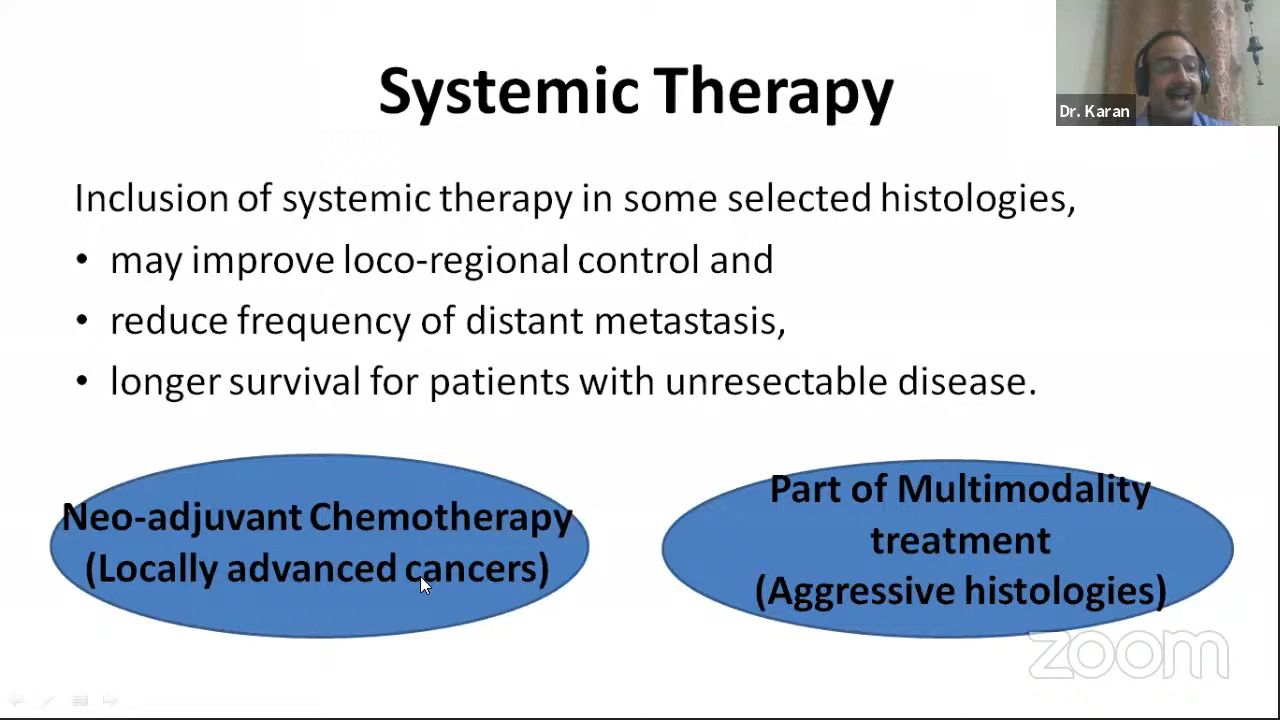 Systemic Therapy
Dr. Karan
Inclusion of systemic therapy in some selected histologies,
• may improve loco-regional control and
• reduce frequency of distant metastasis,
• longer survival for patients with unresectable disease.
Neo-adjuvant Chemotherapy
(Locally advanced cancers)
Part of Multimodality
treatment
(Aggressive histologies)
zoom